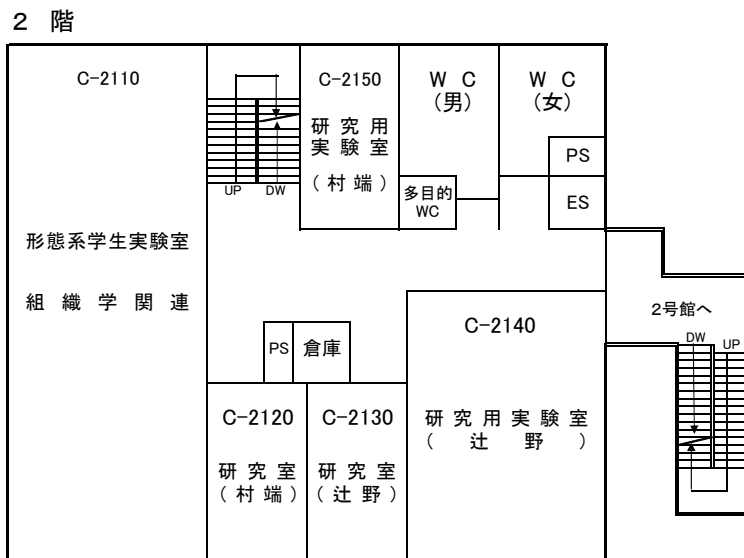 2 階
C-2110
形態系学生実験室
組織学関連
UP
DW
C-2150
研究用
実験室
(村端)
WC
(男)
WC
(女)
多目的
WC
PS
ES
2号館へ
DW
UP
PS
倉庫
C-2120
研究室
(村端)
C-2130
研究室
(辻野)
C-2140
研究用実験室
(辻野)